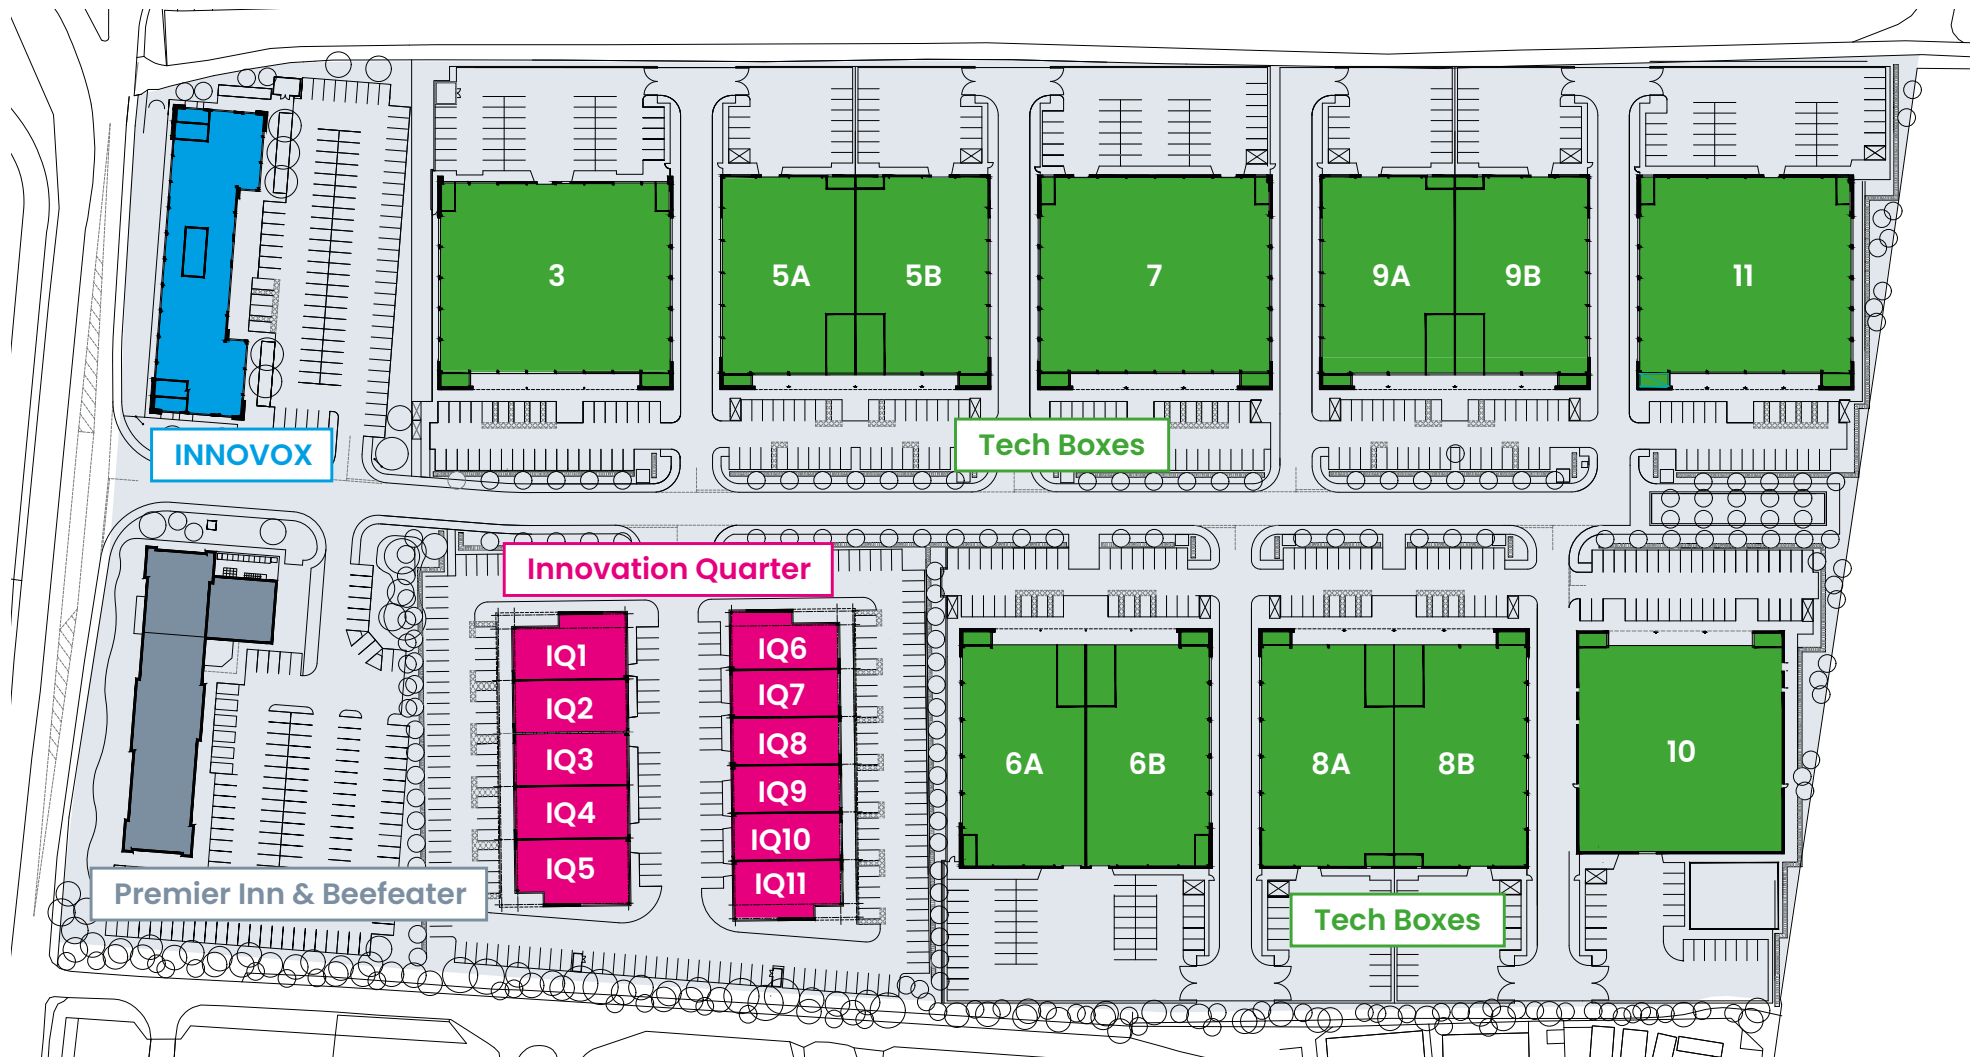 3
5A
5B
7
9A
9B
11
INNOVOX
Tech Boxes
Innovation Quarter
IQ1
IQ2
IQ3
IQ4
IQ5
IQ6
IQ7
IQ8
IQ9
IQ10
IQ11
6A
6B
8A
8B
10
Premier Inn & Beefeater
Tech Boxes